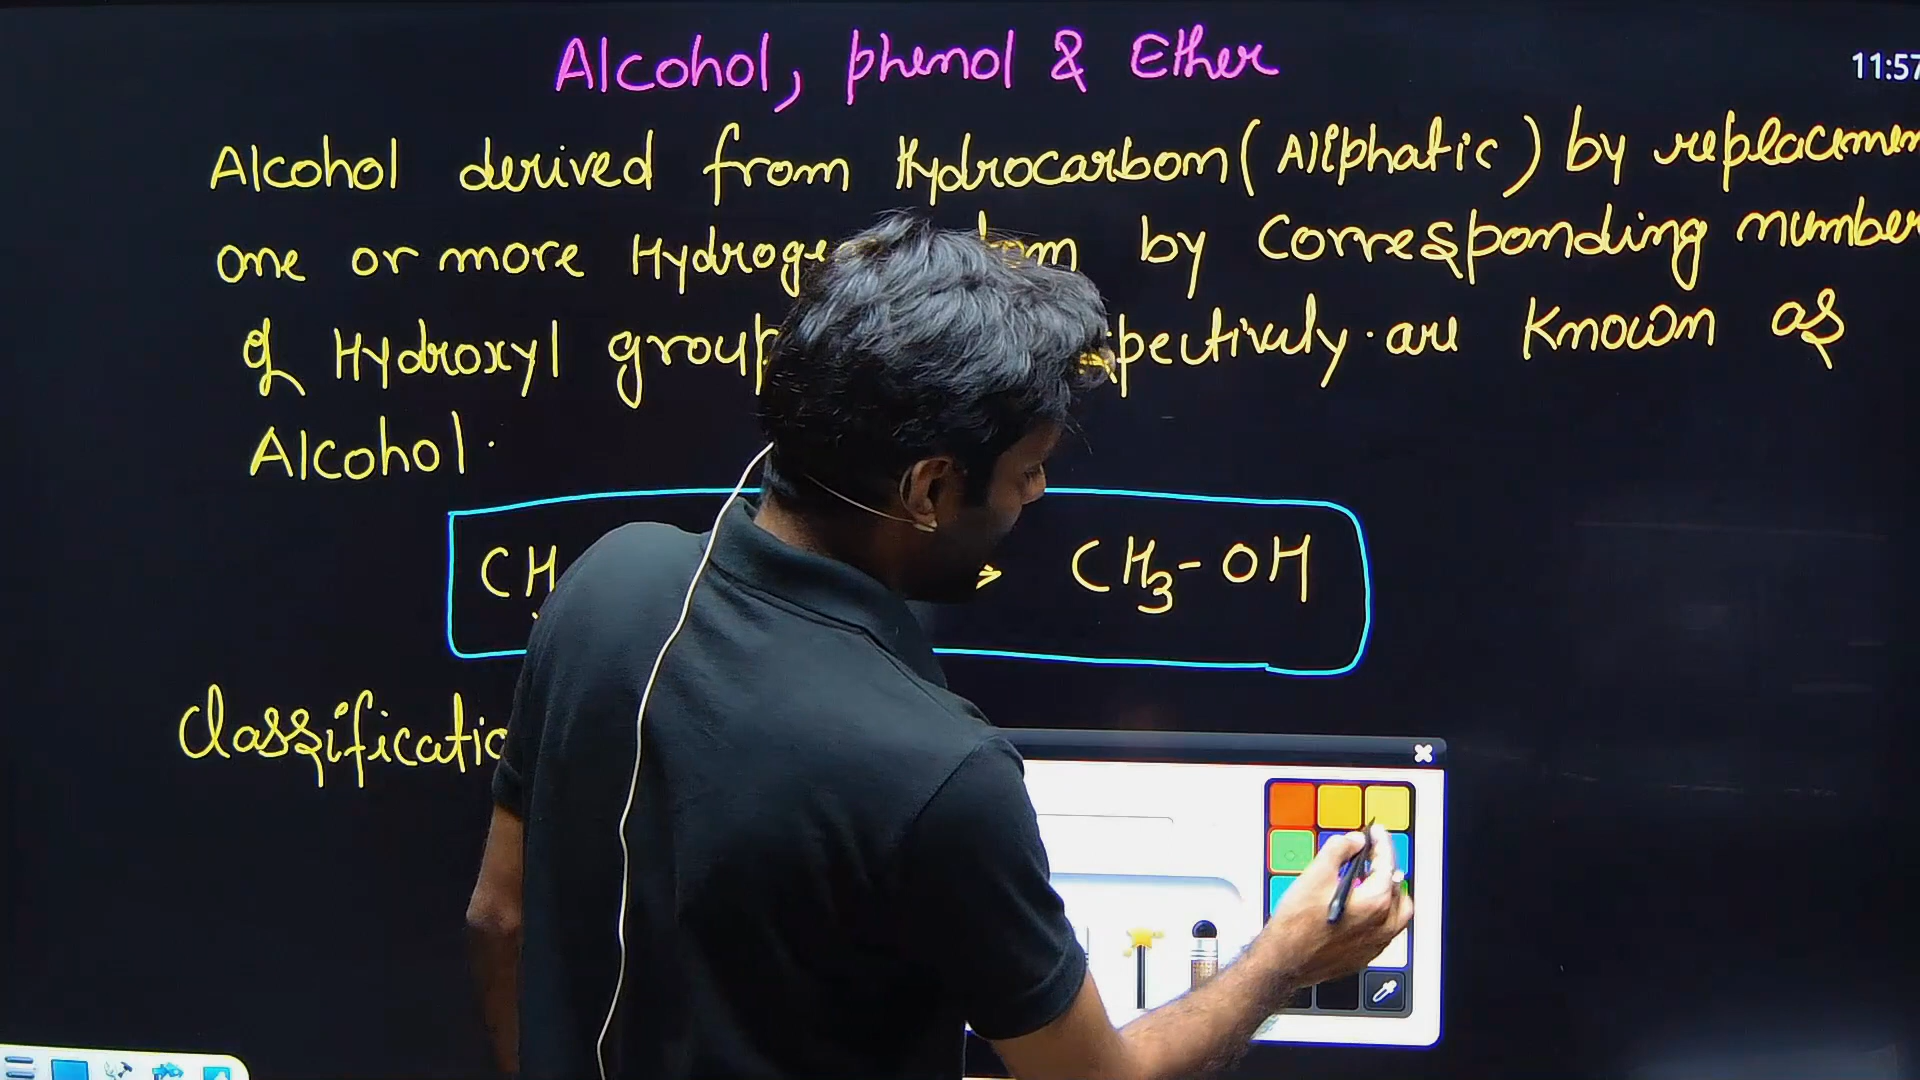 Alcohol, phenol & Ether
11:57
Alcohol derived from Hydrocarbon (Aliphatic) by replacemen
one or more Hydroge by Corresponding number
of Hydroxyl group pectively. are Known as
Alcohol.
CH → CH3-OH
Classificatio